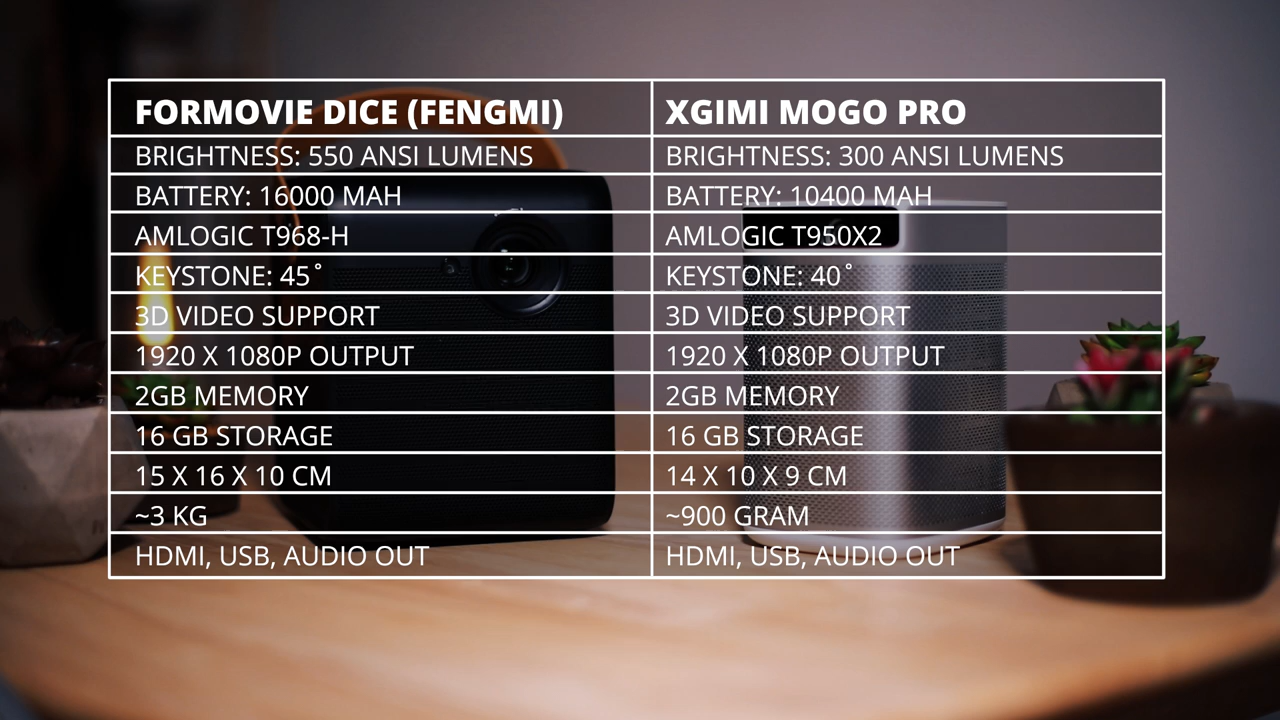 FORMOVIE DICE (FENGMI) XGIMI MOGO PRO
BRIGHTNESS: 550 ANSI LUMENS BRIGHTNESS: 300 ANSI LUMENS
BATTERY: 16000 MAH BATTERY: 10400 MAH
AMLOGIC T968-H AMLOGIC T950X2
KEYSTONE: 45˚ KEYSTONE: 40˚
3D VIDEO SUPPORT 3D VIDEO SUPPORT
1920 X 1080P OUTPUT 1920 X 1080P OUTPUT
2GB MEMORY 2GB MEMORY
16 GB STORAGE 16 GB STORAGE
15 X 16 X 10 CM 14 X 10 X 9 CM
~3 KG ~900 GRAM
HDMI, USB, AUDIO OUT HDMI, USB, AUDIO OUT